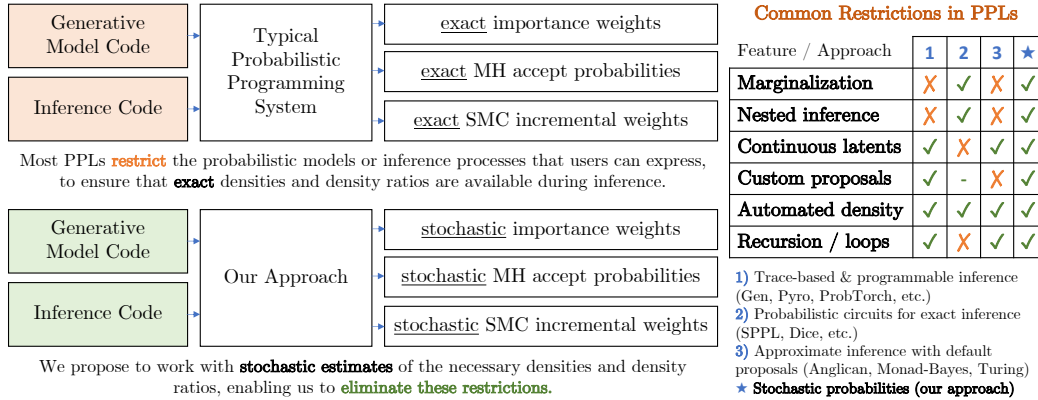 Generative
Model Code
Inference Code
Typical
Probabilistic
Programming
System
exact importance weights
exact MH accept probabilities
exact SMC incremental weights
Most PPLs restrict the probabilistic models or inference processes that users can express,
to ensure that exact densities and density ratios are available during inference.
Generative
Model Code
Inference Code
Our Approach
stochastic importance weights
stochastic MH accept probabilities
stochastic SMC incremental weights
We propose to work with stochastic estimates of the necessary densities and density
ratios, enabling us to eliminate these restrictions.
Common Restrictions in PPLs
Feature / Approach 1 2 3 ★
Marginalization ✗ ✓ ✗ ✓
Nested inference ✗ ✓ ✗ ✓
Continuous latents ✓ ✗ ✓ ✓
Custom proposals ✓ - ✗ ✓
Automated density ✓ ✓ ✓ ✓
Recursion / loops ✓ ✗ ✓ ✓
1) Trace-based & programmable inference
(Gen, Pyro, ProbTorch, etc.)
2) Probabilistic circuits for exact inference
(SPPL, Dice, etc.)
3) Approximate inference with default
proposals (Anglican, Monad-Bayes, Turing)
★ Stochastic probabilities (our approach)